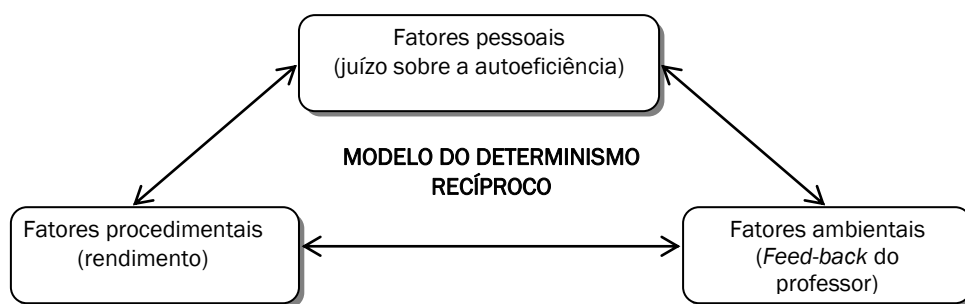 Fatores pessoais
(juízo sobre a autoeficiência)
MODELO DO DETERMINISMO
RECÍPROCO
Fatores procedimentais
(rendimento)
Fatores ambientais
(Feed-back do
professor)